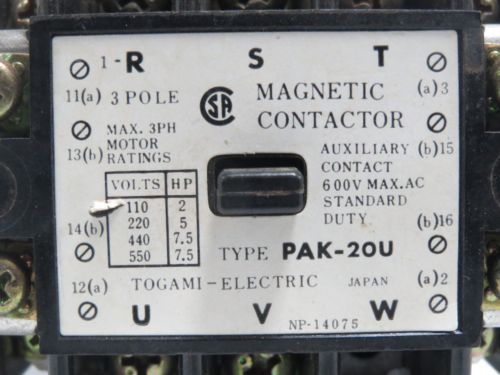 1-R S T
11(a) 3 POLE CSA MAGNETIC CONTACTOR (a)3
MAX. 3PH
MOTOR
RATINGS
13(b)
AUXILIARY (b)15
CONTACT
600V MAX.AC
STANDARD
DUTY
VOLTS HP
110 2
220 5
440 7.5
550 7.5
14(b)
(b)16
TYPE PAK-20U
12(a) TOGAMI-ELECTRIC JAPAN (a)2
U V W
NP-14075